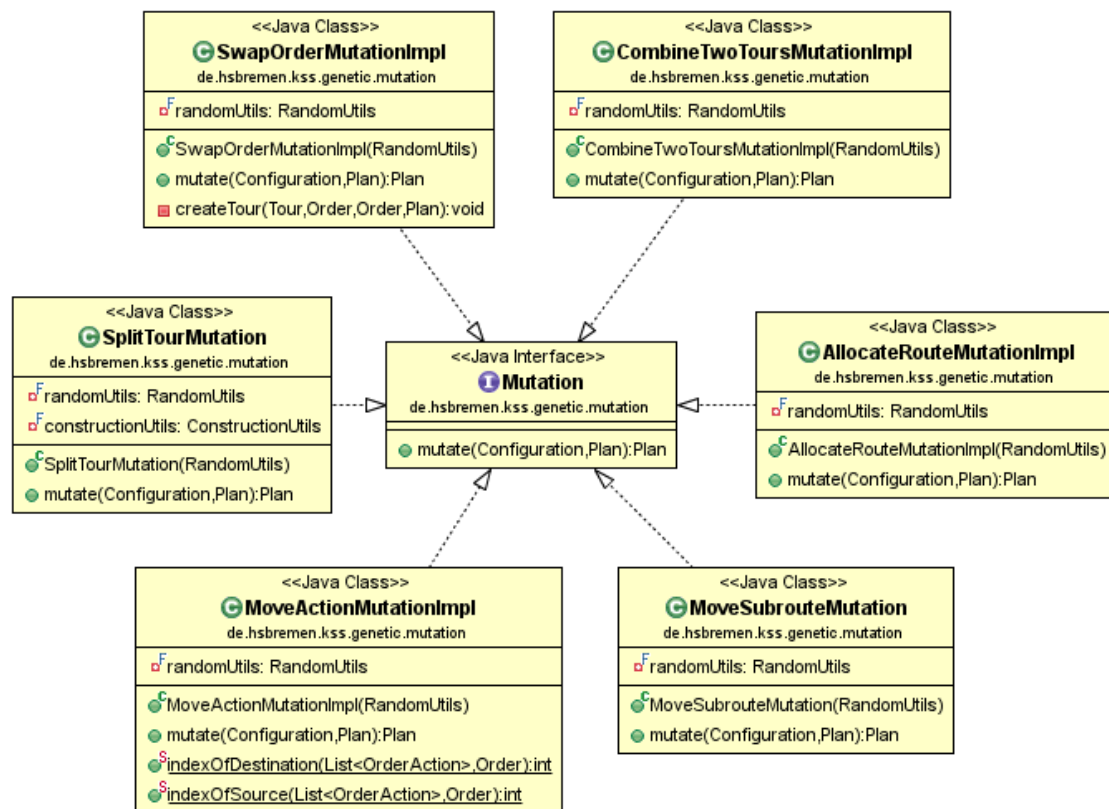 <<Java Class>>
SwapOrderMutationImpl
de.hsbremen.kss.genetic.mutation
randomUtils: RandomUtils
SwapOrderMutationImpl(RandomUtils)
mutate(Configuration,Plan):Plan
createTour(Tour,Order,Order,Plan):void
<<Java Class>>
CombineTwoToursMutationImpl
de.hsbremen.kss.genetic.mutation
randomUtils: RandomUtils
CombineTwoToursMutationImpl(RandomUtils)
mutate(Configuration,Plan):Plan
<<Java Class>>
SplitTourMutation
de.hsbremen.kss.genetic.mutation
randomUtils: RandomUtils
constructionUtils: ConstructionUtils
SplitTourMutation(RandomUtils)
mutate(Configuration,Plan):Plan
<<Java Interface>>
Mutation
de.hsbremen.kss.genetic.mutation
mutate(Configuration,Plan):Plan
<<Java Class>>
AllocateRouteMutationImpl
de.hsbremen.kss.genetic.mutation
randomUtils: RandomUtils
AllocateRouteMutationImpl(RandomUtils)
mutate(Configuration,Plan):Plan
<<Java Class>>
MoveActionMutationImpl
de.hsbremen.kss.genetic.mutation
randomUtils: RandomUtils
MoveActionMutationImpl(RandomUtils)
mutate(Configuration,Plan):Plan
indexOfDestination(List<OrderAction>,Order):int
indexOfSource(List<OrderAction>,Order):int
<<Java Class>>
MoveSubrouteMutation
de.hsbremen.kss.genetic.mutation
randomUtils: RandomUtils
MoveSubrouteMutation(RandomUtils)
mutate(Configuration,Plan):Plan